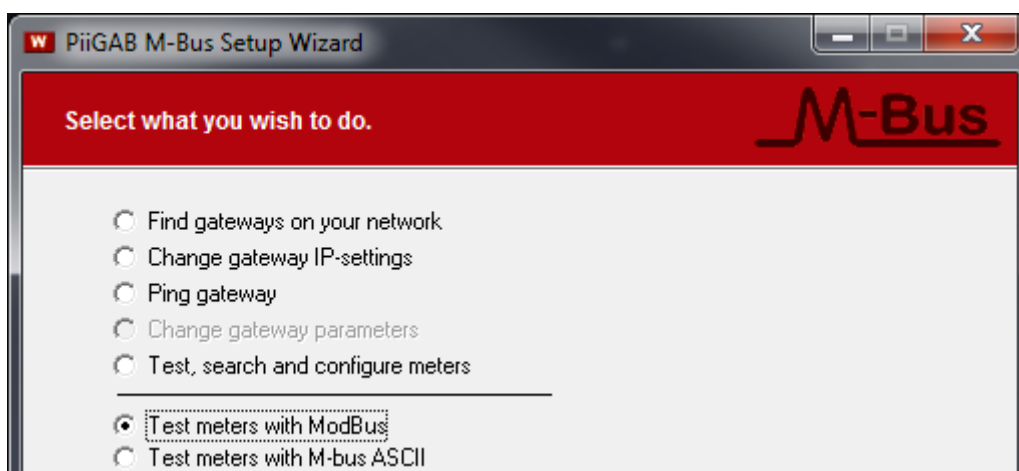 PiiGAB M-Bus Setup Wizard
Select what you wish to do.
M-Bus
Find gateways on your network
Change gateway IP-settings
Ping gateway
Change gateway parameters
Test, search and configure meters
Test meters with ModBus
Test meters with M-bus ASCII